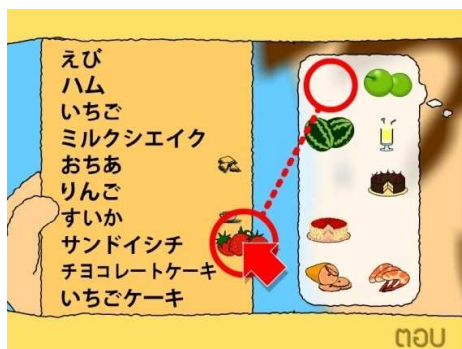 えび
ハム
いちご
ミルクシエイク
おちあ
りんご
すいか
サンドイシチ
チヨコレートケーキ
いちごケーキ
ตอบ